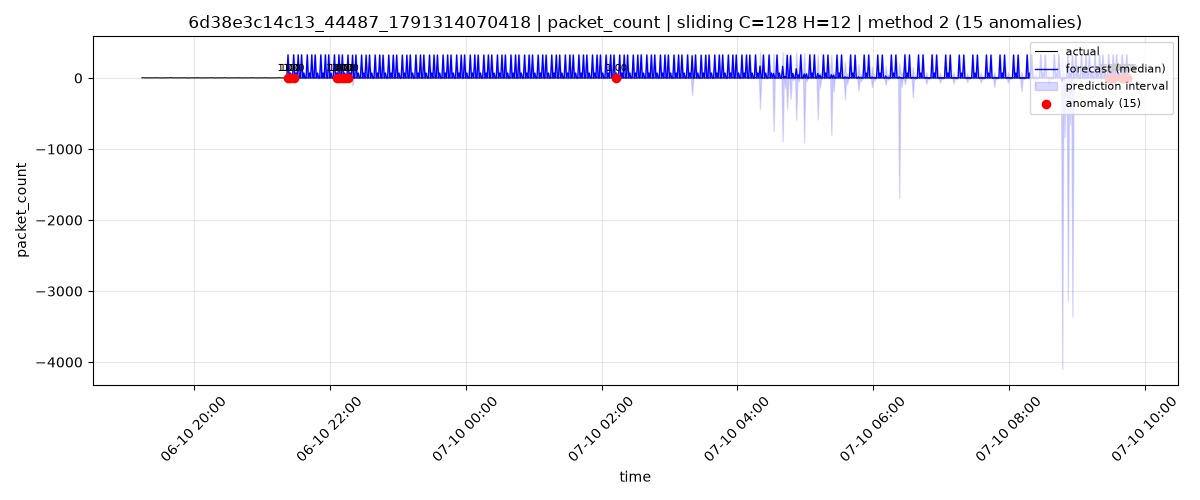 6d38e3c14c13_44487_1791314070418 | packet_count | sliding C=128 H=12 | method 2 (15 anomalies)
actual
forecast (median)
prediction interval
anomaly (15)
packet_count
0
−1000
−2000
−3000
−4000
06-10 20:00
06-10 22:00
07-10 00:00
07-10 02:00
07-10 04:00
07-10 06:00
07-10 08:00
07-10 10:00
time